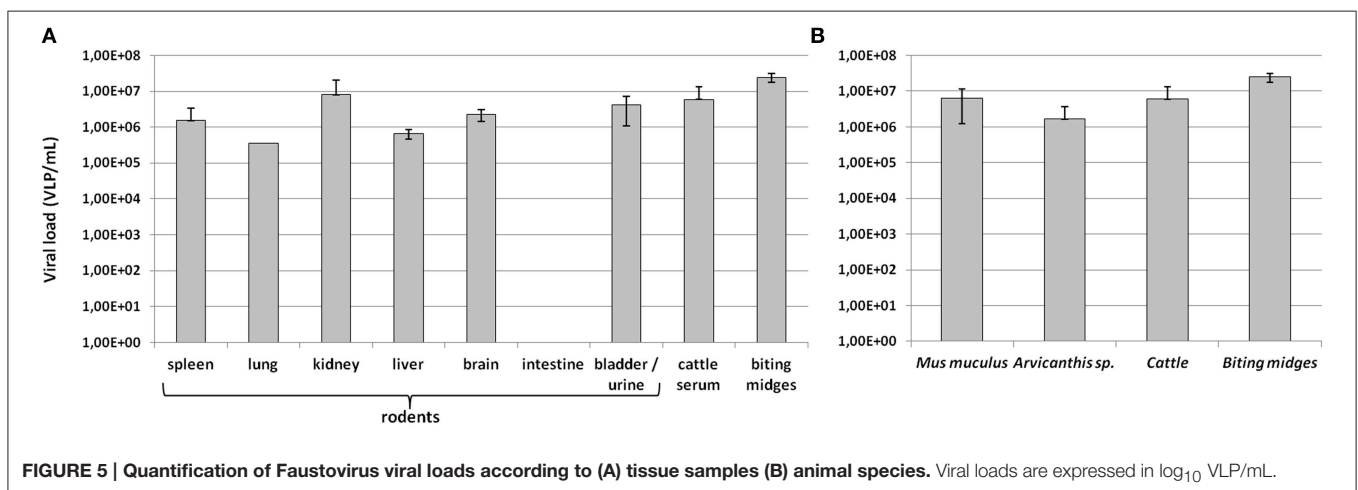 A
Viral load (VLP/mL)
1,00E+08
1,00E+07
1,00E+06
1,00E+05
1,00E+04
1,00E+03
1,00E+02
1,00E+01
1,00E+00
spleen lung kidney liver brain intestine bladder / cattle biting
urine serum midges
rodents
B
1,00E+08
1,00E+07
1,00E+06
1,00E+05
1,00E+04
1,00E+03
1,00E+02
1,00E+01
1,00E+00
Mus muculus Arvicanthis sp. Cattle Biting midges
FIGURE 5 | Quantification of Faustovirus viral loads according to (A) tissue samples (B) animal species. Viral loads are expressed in log10 VLP/mL.